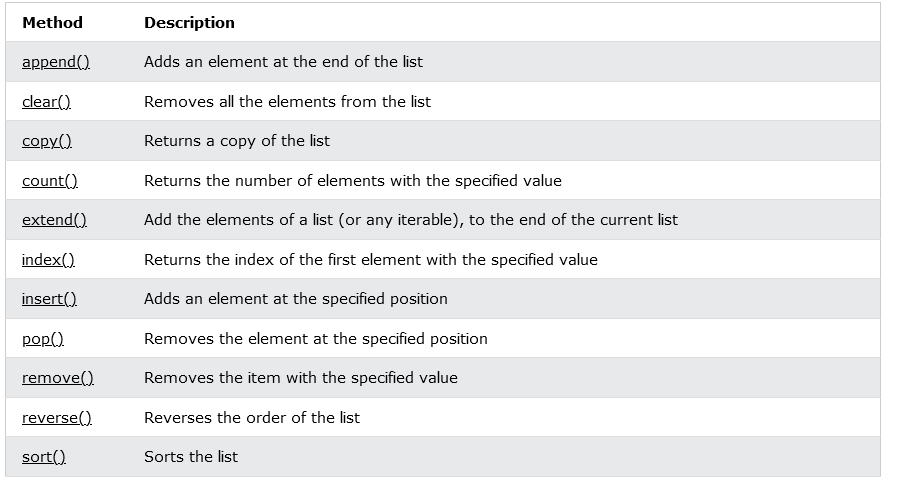 Method Description
append() Adds an element at the end of the list
clear() Removes all the elements from the list
copy() Returns a copy of the list
count() Returns the number of elements with the specified value
extend() Add the elements of a list (or any iterable), to the end of the current list
index() Returns the index of the first element with the specified value
insert() Adds an element at the specified position
pop() Removes the element at the specified position
remove() Removes the item with the specified value
reverse() Reverses the order of the list
sort() Sorts the list